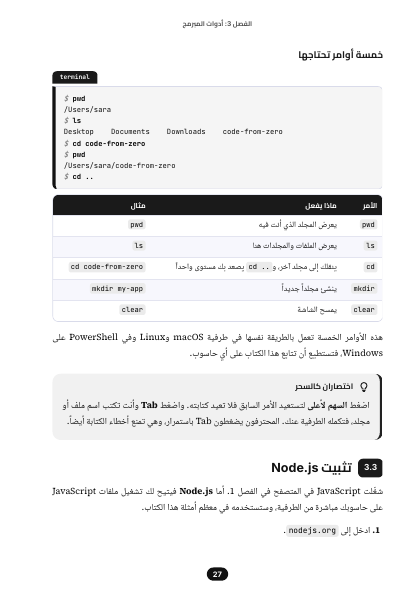 الفصل 3: أدوات المبرمج
خمسة أوامر تحتاجها
terminal
$ pwd
/Users/sara
$ ls
Desktop    Documents    Downloads    code-from-zero
$ cd code-from-zero
$ pwd
/Users/sara/code-from-zero
$ cd ..
الأمر ماذا يفعل مثال
pwd يعرض المجلد الذي أنت فيه pwd
ls يعرض الملفات والمجلدات هنا ls
cd ينقلك إلى مجلد آخر، و cd .. يصعد بك مستوى واحداً cd code-from-zero
mkdir ينشئ مجلداً جديداً mkdir my-app
clear يمسح الشاشة clear
هذه الأوامر الخمسة تعمل بالطريقة نفسها في طرفية macOS وLinux وفي PowerShell على
Windows، فتستطيع أن تتابع هذا الكتاب على أي حاسوب.
اختصاران كالسحر
اضغط السهم لأعلى لتستعيد الأمر السابق فلا تعيد كتابته. واضغط Tab وأنت تكتب اسم ملف أو
مجلد، فتكمله الطرفية عنك. المحترفون يضغطون Tab باستمرار، وهي تمنع أخطاء الكتابة أيضاً.
3.3 تثبيت Node.js
شغّلت JavaScript في المتصفح في الفصل 1. أما Node.js فيتيح لك تشغيل ملفات JavaScript
على حاسوبك مباشرة من الطرفية، وستستخدمه في معظم أمثلة هذا الكتاب.
1. ادخل إلى nodejs.org.
27